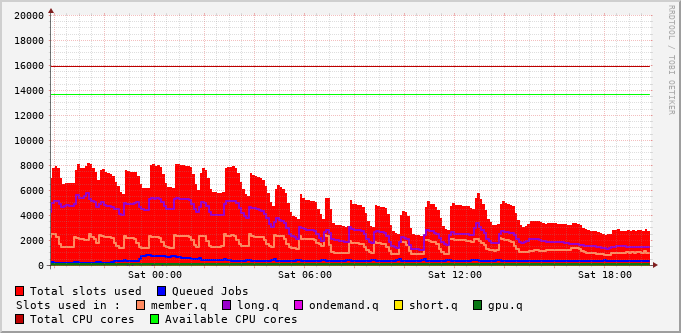 20000
18000
16000
14000
12000
10000
8000
6000
4000
2000
0
Sat 00:00 Sat 06:00 Sat 12:00 Sat 18:00
RRDTOOL / TOBI OETIKER
Total slots used Queued Jobs
Slots used in : member.q long.q ondemand.q short.q gpu.q
Total CPU cores Available CPU cores